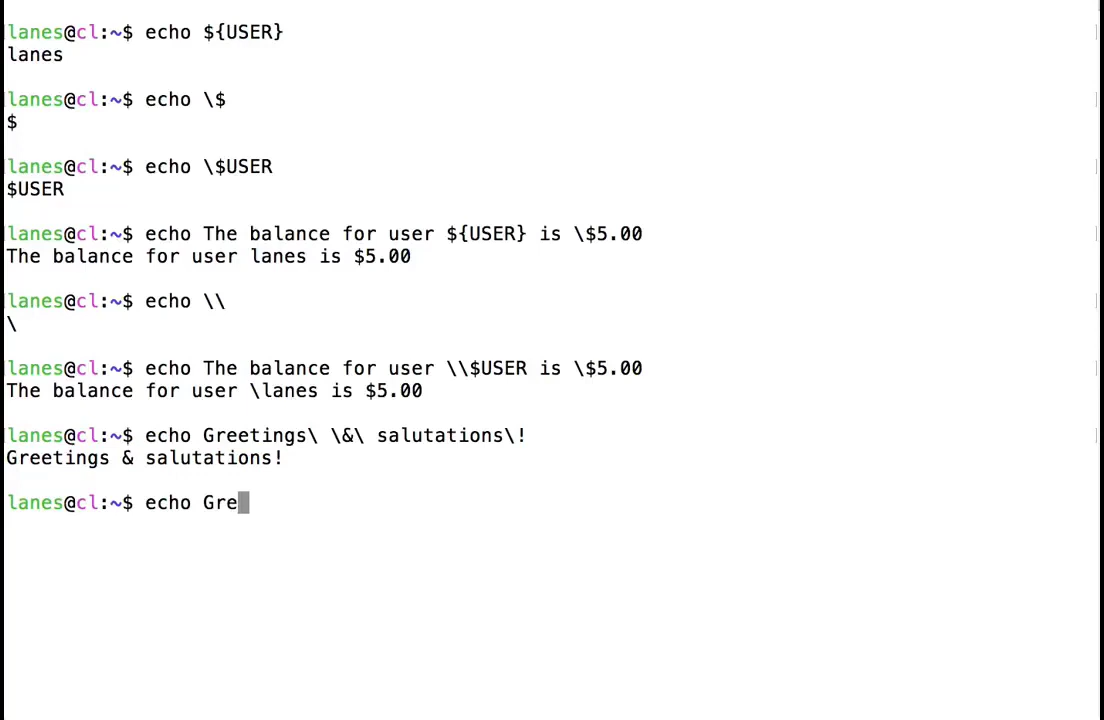 lanes@cl:~$ echo ${USER}
lanes
lanes@cl:~$ echo \$
$
lanes@cl:~$ echo \$USER
$USER
lanes@cl:~$ echo The balance for user ${USER} is \$5.00
The balance for user lanes is $5.00
lanes@cl:~$ echo \\
\
lanes@cl:~$ echo The balance for user \\$USER is \$5.00
The balance for user \lanes is $5.00
lanes@cl:~$ echo Greetings\ \&\ salutations\!
Greetings & salutations!
lanes@cl:~$ echo Gre